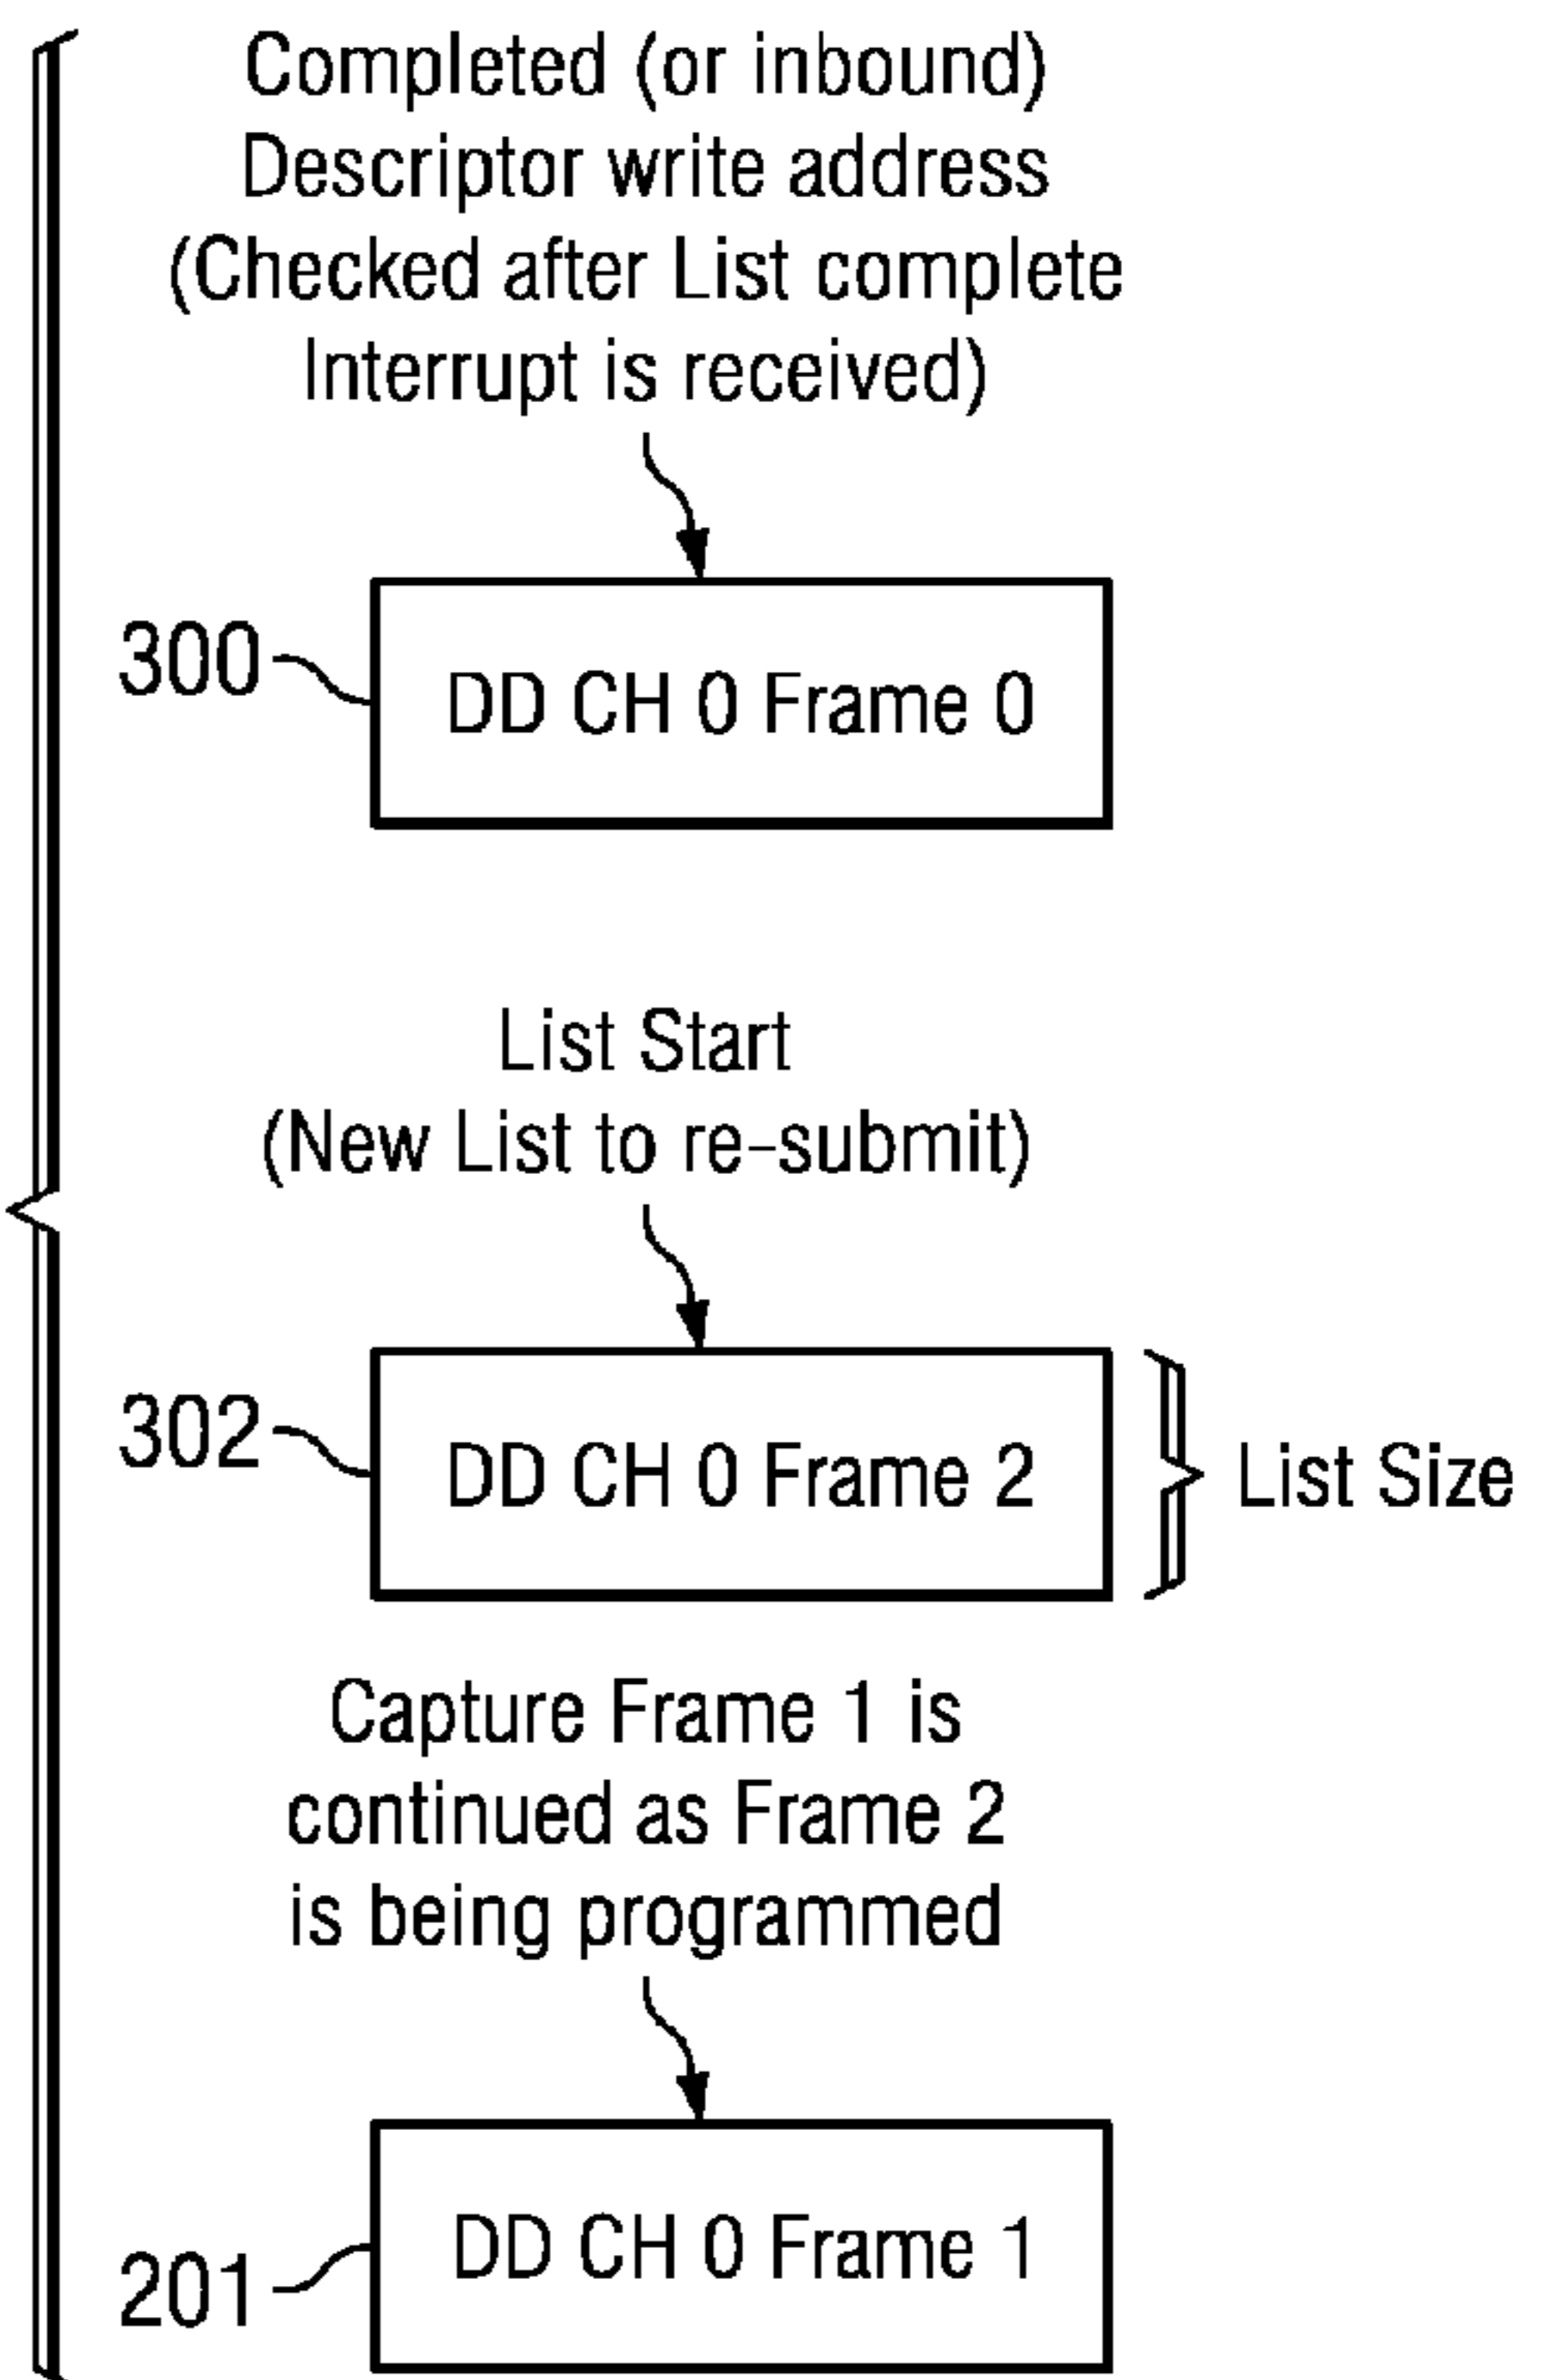 Completed (or inbound)
Descriptor write address
(Checked after List complete
Interrupt is received)
300
DD CH 0 Frame 0
List Start
(New List to re-submit)
302
DD CH 0 Frame 2
List Size
Capture Frame 1 is
continued as Frame 2
is being programmed
201
DD CH 0 Frame 1